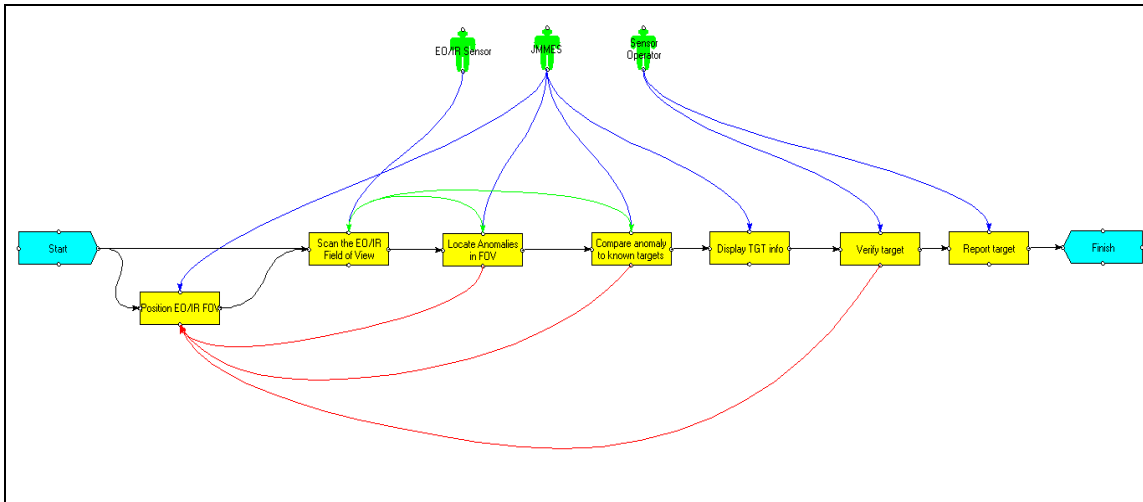 EO/IR Sensor
JMMES
Sensor
Operator
Start
Scan the EO/IR
Field of View
Locate Anomalies
in FOV
Compare anomaly
to known targets
Display TGT info
Verify target
Report target
Finish
Position EO/IR FOV